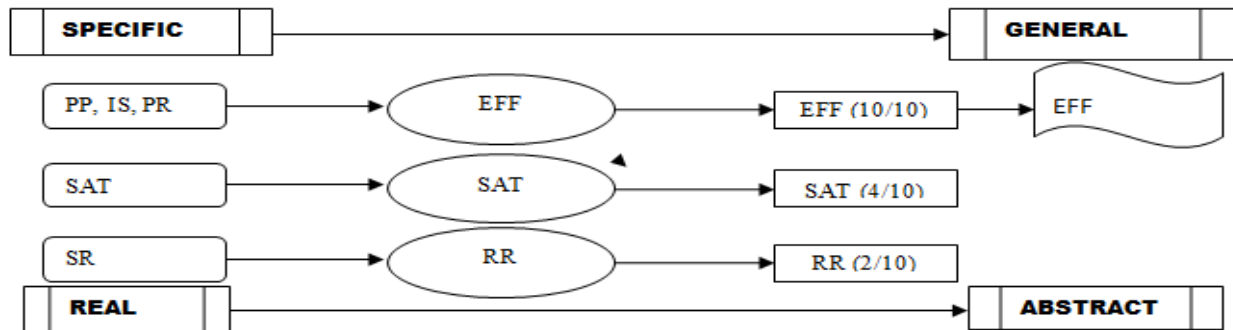 SPECIFIC GENERAL
PP, IS, PR EFF EFF (10/10) EFF
SAT SAT SAT (4/10)
SR RR RR (2/10)
REAL ABSTRACT